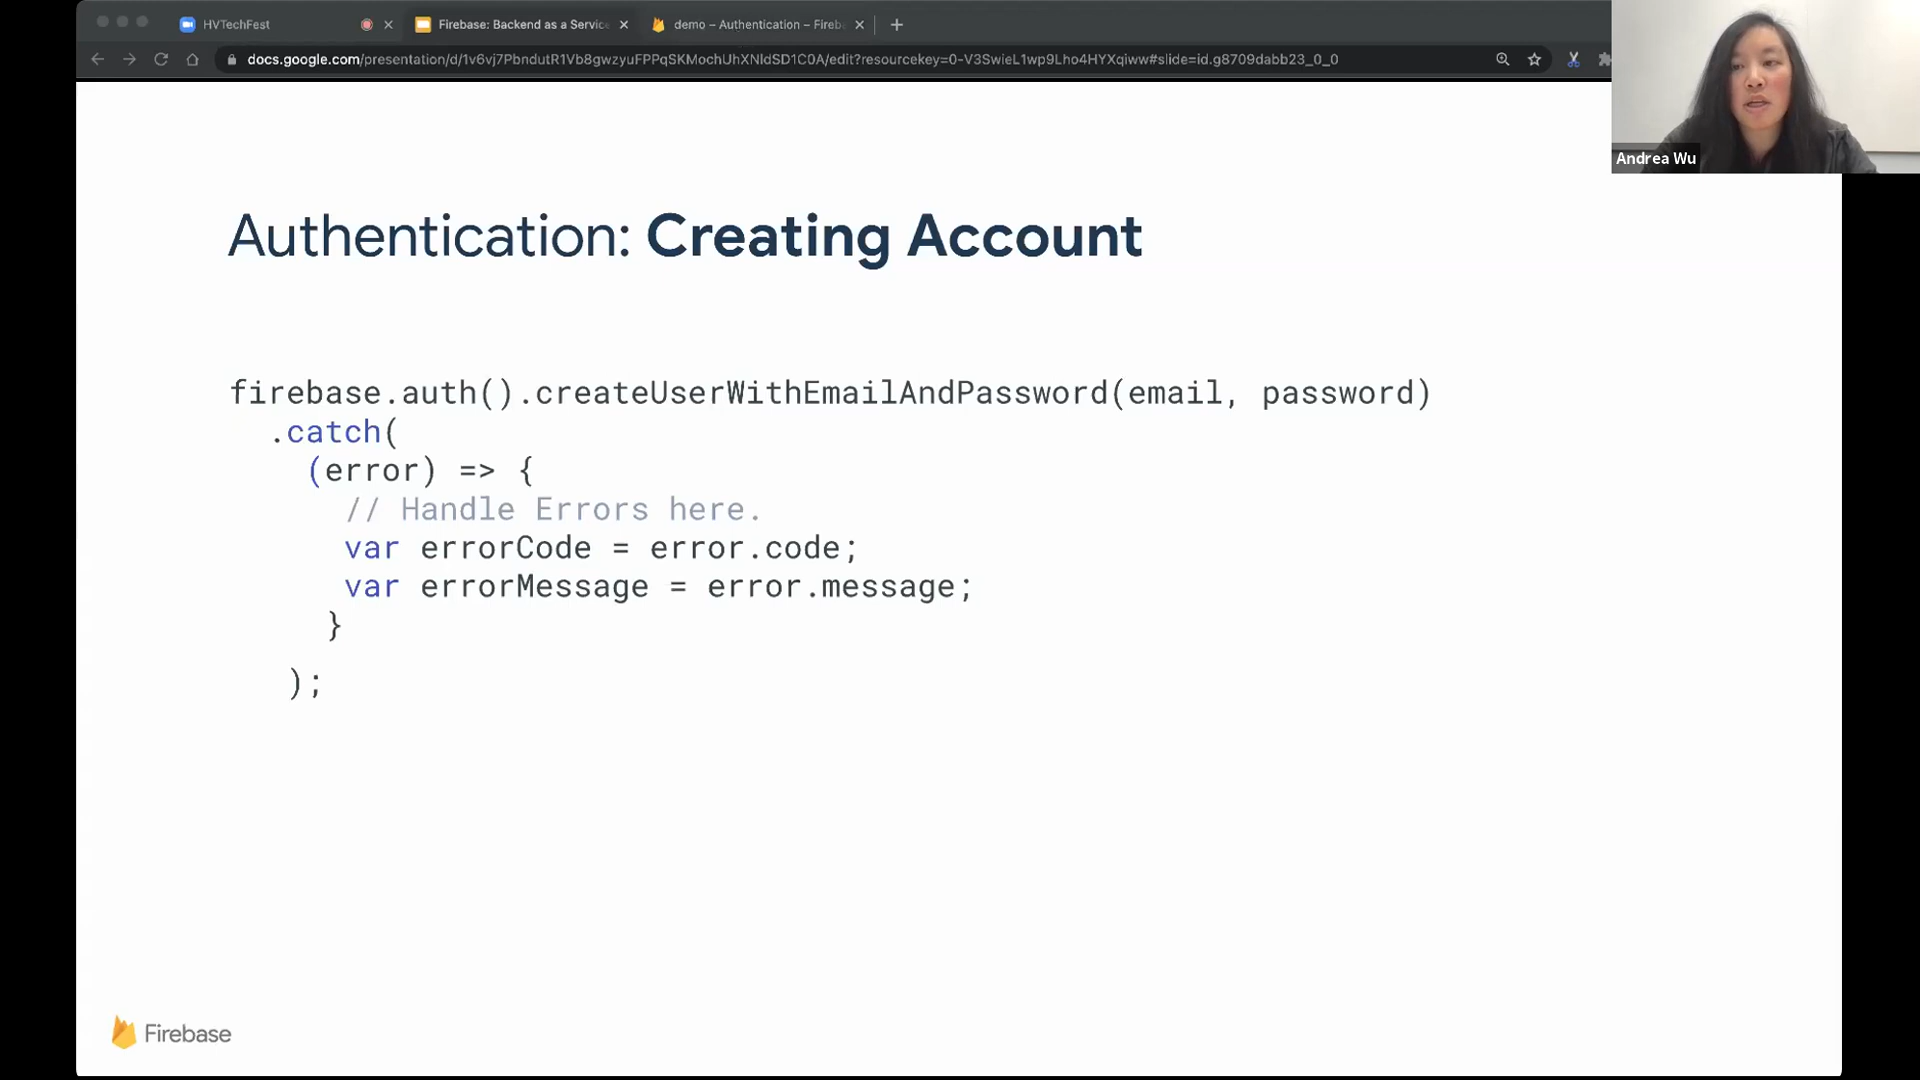 HVTechFest
Firebase: Backend as a Service
demo – Authentication – Fireb
docs.google.com/presentation/d/1v6vj7PbndutR1Vb8gwzyuFPPqSKMochUhXNIdSD1C0A/edit?resourcekey=0-V3SwieL1wp9Lho4HYXqiww#slide=id.g8709dabb23_0_0
Andrea Wu
Authentication: Creating Account
firebase.auth().createUserWithEmailAndPassword(email, password)
.catch(
(error) => {
// Handle Errors here.
var errorCode = error.code;
var errorMessage = error.message;
}
);
Firebase